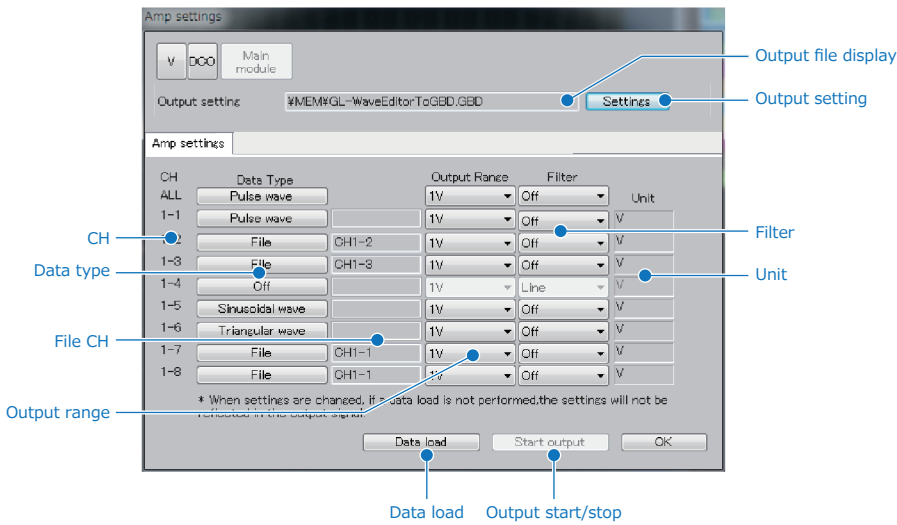 Amp settings
V DCO Main module
Output file display
Output setting ¥MEM¥GL-WaveEditorToGBD.GBD Settings
Output setting
Amp settings
CH Data Type Output Range Filter
ALL Pulse wave 1V Off Unit
1-1 Pulse wave 1V Off V
File CH1-2 1V Off V
CH
Filter
1-3 File CH1-3 1V Off V
Data type
Unit
1-4 Off 1V Line V
1-5 Sinusoidal wave 1V Off V
1-6 Triangular wave 1V Off V
File CH
1-7 File CH1-1 1V Off V
1-8 File CH1-1 1V Off V
Output range
* When settings are changed, if a data load is not performed,the settings will not be
reflected in the output signal.
Data load Start output OK
Data load Output start/stop